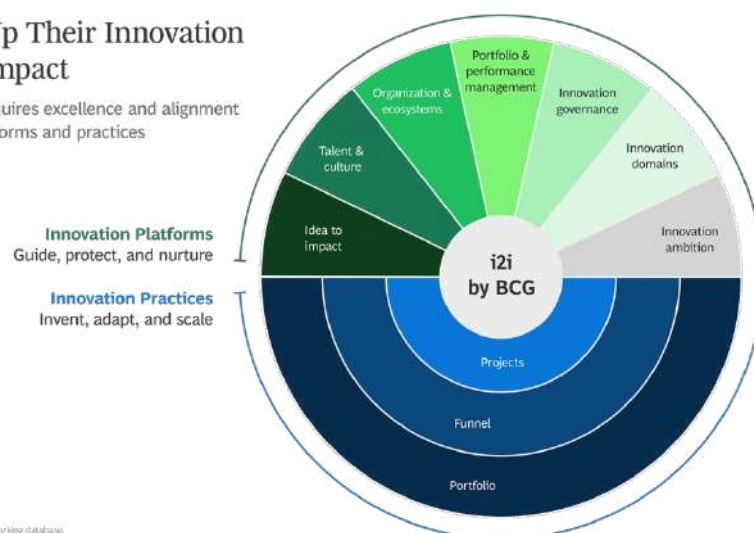 Up Their Innovation
mpact
uires excellence and alignment
orms and practices
Innovation Platforms
Guide, protect, and nurture
Innovation Practices
Invent, adapt, and scale
Idea to
impact
Talent &
culture
Organization &
ecosystems
Portfolio &
performance
management
Innovation
governance
Innovation
domains
Innovation
ambition
i2i
by BCG
Projects
Funnel
Portfolio
arking database.